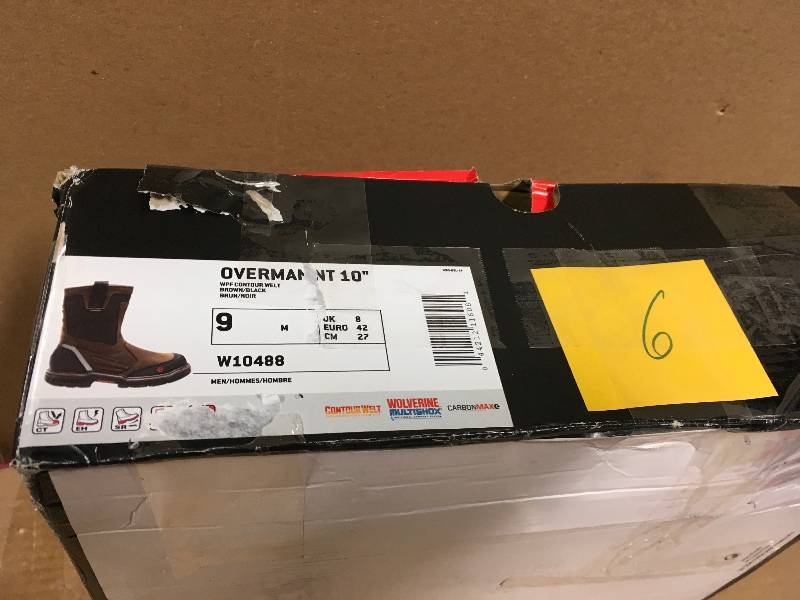 OVERMAN NT 10"
WPF CONTOUR WELT
BROWN/BLACK
BRUN/NOIR
9 M
UK 8
EURO 42
CM 27
W10488
MEN/HOMMES/HOMBRE
CT EH SR
CONTOUR WELT
WOLVERINE
MULTISHOX
CARBONMAX
6